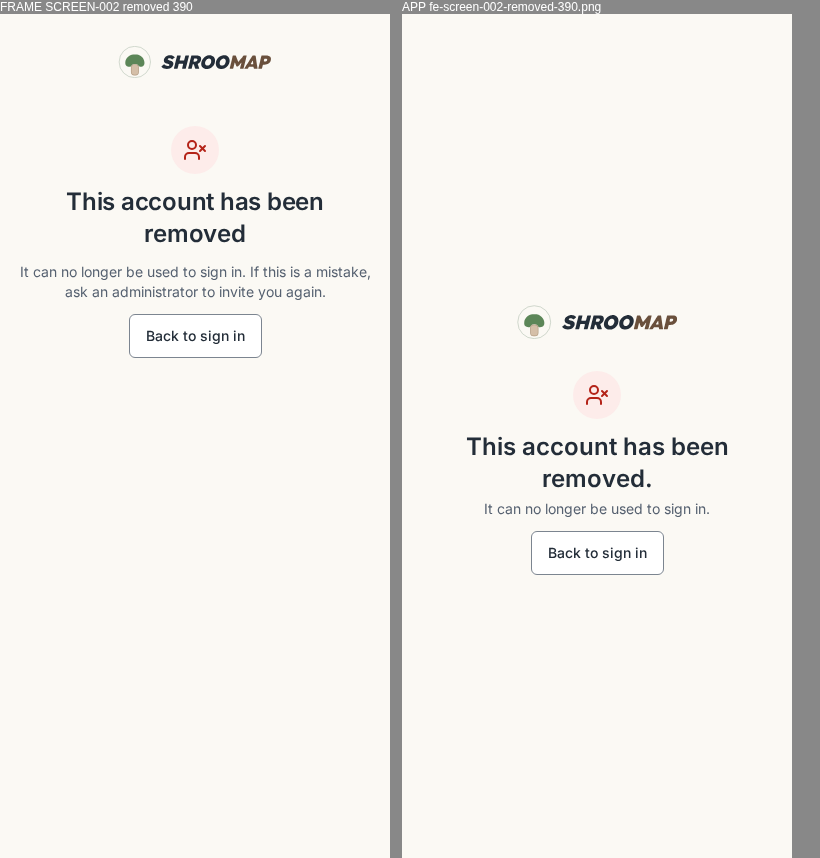 FRAME SCREEN-002 removed 390
SHROOMAP
This account has been
removed
It can no longer be used to sign in. If this is a mistake,
ask an administrator to invite you again.
Back to sign in
APP fe-screen-002-removed-390.png
SHROOMAP
This account has been
removed.
It can no longer be used to sign in.
Back to sign in